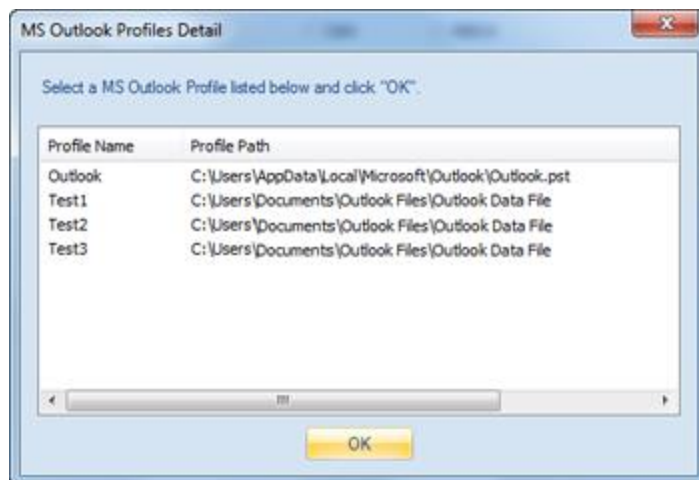 MS Outlook Profiles Detail
Select a MS Outlook Profile listed below and click "OK".
Profile Name Profile Path
Outlook C:\Users\AppData\Local\Microsoft\Outlook\Outlook.pst
Test1 C:\Users\Documents\Outlook Files\Outlook Data File
Test2 C:\Users\Documents\Outlook Files\Outlook Data File
Test3 C:\Users\Documents\Outlook Files\Outlook Data File
OK